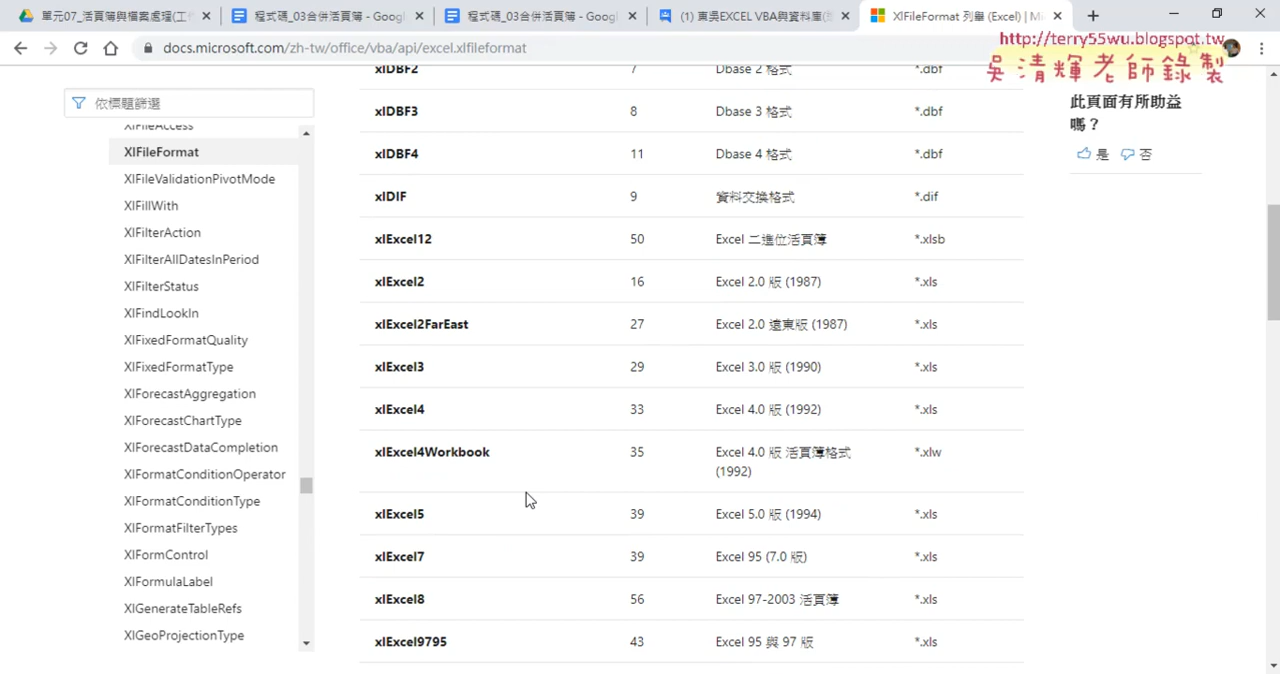 單元07_活頁簿與檔案處理(工作
程式碼_03合併活頁簿 - Googl
程式碼_03合併活頁簿 - Googl
(1) 東吳EXCEL VBA與資料庫(
XlFileFormat 列舉 (Excel) | Mi
docs.microsoft.com/zh-tw/office/vba/api/excel.xlfileformat
http://terry55wu.blogspot.tw
吳清輝老師錄製
依標題篩選
XlFileAccess
XlFileFormat
XlFileValidationPivotMode
XlFillWith
XlFilterAction
XlFilterAllDatesInPeriod
XlFilterStatus
XlFindLookIn
XlFixedFormatQuality
XlFixedFormatType
XlForecastAggregation
XlForecastChartType
XlForecastDataCompletion
XlFormatConditionOperator
XlFormatConditionType
XlFormatFilterTypes
XlFormControl
XlFormulaLabel
XlGenerateTableRefs
XlGeoProjectionType
xlDBF2 7 Dbase 2 格式 *.dbf
xlDBF3 8 Dbase 3 格式 *.dbf
xlDBF4 11 Dbase 4 格式 *.dbf
xlDIF 9 資料交換格式 *.dif
xlExcel12 50 Excel 二進位活頁簿 *.xlsb
xlExcel2 16 Excel 2.0 版 (1987) *.xls
xlExcel2FarEast 27 Excel 2.0 遠東版 (1987) *.xls
xlExcel3 29 Excel 3.0 版 (1990) *.xls
xlExcel4 33 Excel 4.0 版 (1992) *.xls
xlExcel4Workbook 35 Excel 4.0 版 活頁簿格式 *.xlw
(1992)
xlExcel5 39 Excel 5.0 版 (1994) *.xls
xlExcel7 39 Excel 95 (7.0 版) *.xls
xlExcel8 56 Excel 97-2003 活頁簿 *.xls
xlExcel9795 43 Excel 95 與 97 版 *.xls
此頁面有所助益
嗎？
是 否